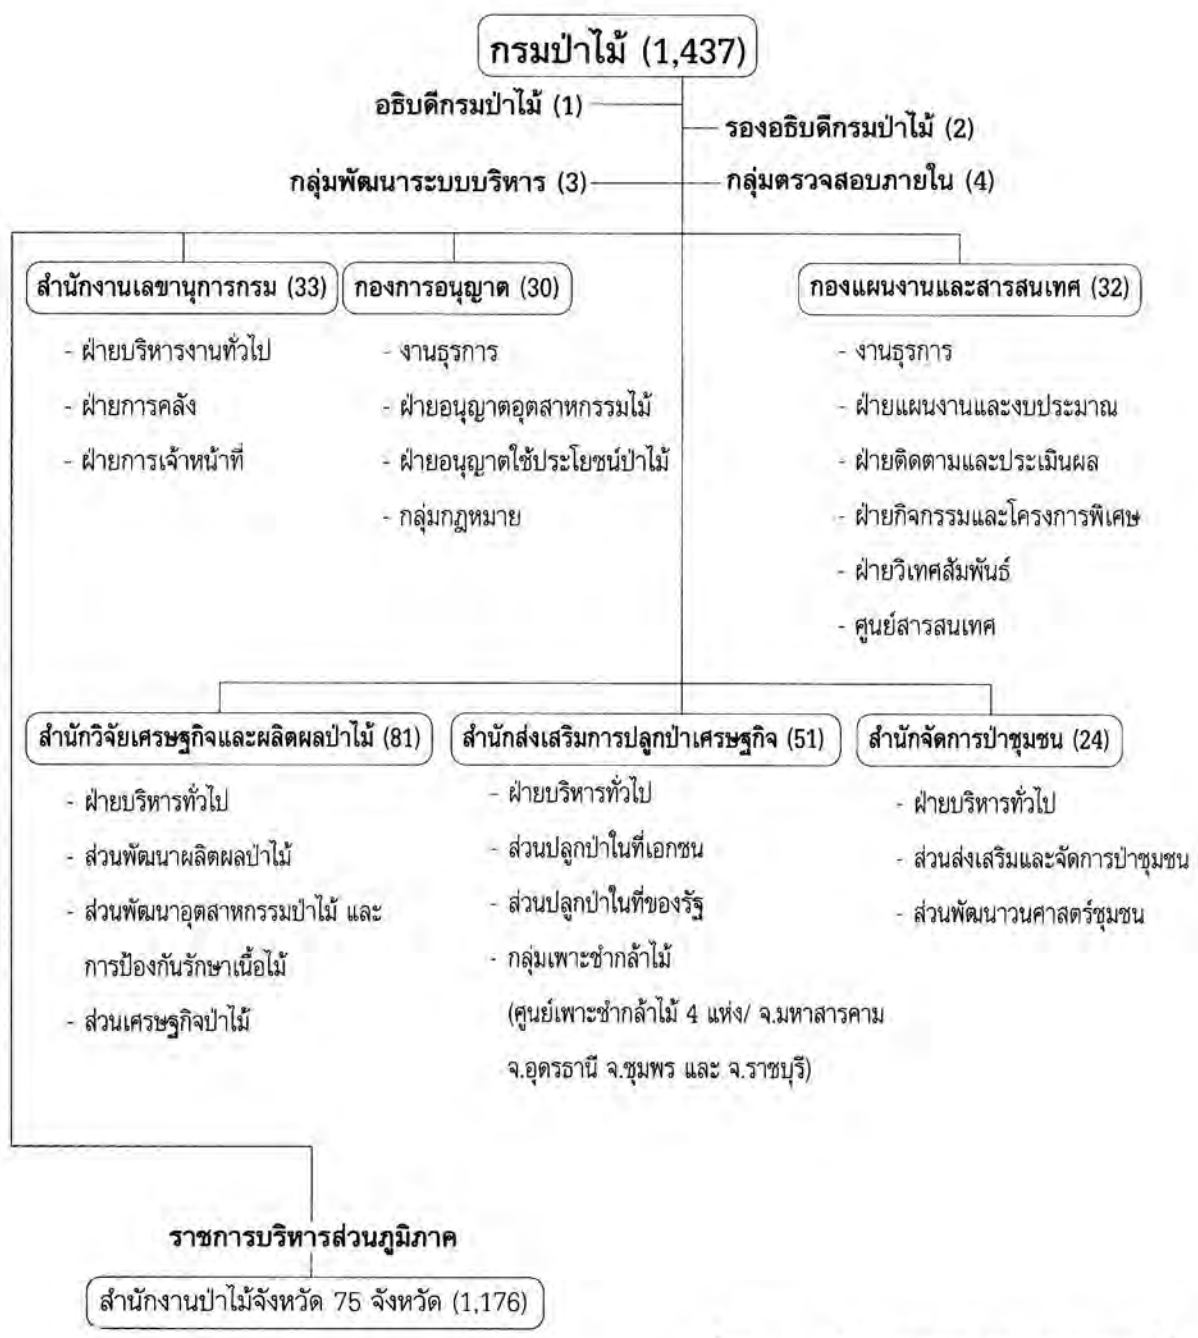 กรมป่าไม้ (1,437)
อธิบดีกรมป่าไม้ (1)
รองอธิบดีกรมป่าไม้ (2)
กลุ่มพัฒนาระบบบริหาร (3)
กลุ่มตรวจสอบภายใน (4)
สำนักงานเลขานุการกรม (33)
- ฝ่ายบริหารงานทั่วไป
- ฝ่ายการคลัง
- ฝ่ายการเจ้าหน้าที่
กองการอนุญาต (30)
- งานธุรการ
- ฝ่ายอนุญาตอุตสาหกรรมไม้
- ฝ่ายอนุญาตใช้ประโยชน์ป่าไม้
- กลุ่มกฎหมาย
กองแผนงานและสารสนเทศ (32)
- งานธุรการ
- ฝ่ายแผนงานและงบประมาณ
- ฝ่ายติดตามและประเมินผล
- ฝ่ายกิจกรรมและโครงการพิเศษ
- ฝ่ายวิเทศสัมพันธ์
- ศูนย์สารสนเทศ
สำนักวิจัยเศรษฐกิจและผลิตผลป่าไม้ (81)
- ฝ่ายบริหารทั่วไป
- ส่วนพัฒนาผลิตผลป่าไม้
- ส่วนพัฒนาอุตสาหกรรมป่าไม้ และ
การป้องกันรักษาเนื้อไม้
- ส่วนเศรษฐกิจป่าไม้
สำนักส่งเสริมการปลูกป่าเศรษฐกิจ (51)
- ฝ่ายบริหารทั่วไป
- ส่วนปลูกป่าในที่เอกชน
- ส่วนปลูกป่าในที่ของรัฐ
- กลุ่มเพาะชำกล้าไม้
(ศูนย์เพาะชำกล้าไม้ 4 แห่ง/ จ.มหาสารคาม
จ.อุดรธานี จ.ชุมพร และ จ.ราชบุรี)
สำนักจัดการป่าชุมชน (24)
- ฝ่ายบริหารทั่วไป
- ส่วนส่งเสริมและจัดการป่าชุมชน
- ส่วนพัฒนาวนศาสตร์ชุมชน
ราชการบริหารส่วนภูมิภาค
สำนักงานป่าไม้จังหวัด 75 จังหวัด (1,176)